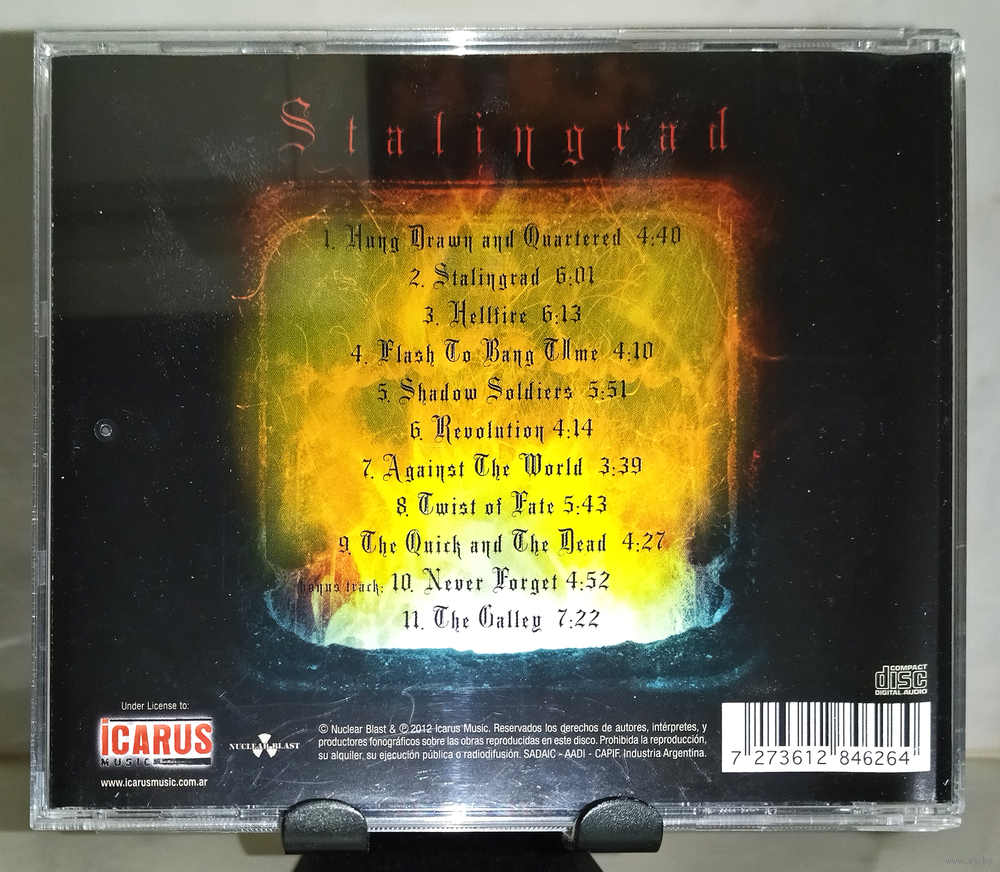 Stalingrad
1. Hung Drawn and Quartered 4:40
2. Stalingrad 6:01
3. Hellfire 6:13
4. Flash To Bang TIme 4:10
5. Shadow Soldiers 5:51
6. Revolution 4:14
7. Against The World 3:39
8. Twist of Fate 5:43
9. The Quick and The Dead 4:27
bonus track: 10. Never Forget 4:52
11. The Galley 7:22
COMPACT
disc
DIGITAL AUDIO
Under License to:
iCARUS
MUSIC
www.icarusmusic.com.ar
NUCLEAR BLAST
© Nuclear Blast & ℗ 2012 Icarus Music. Reservados los derechos de autores, intérpretes, y
productores fonográficos sobre las obras reproducidas en este disco. Prohibida la reproducción,
su alquiler, su ejecución pública o radiodifusión. SADAIC - AADI - CAPIF. Industria Argentina.
7 273612 846264
www.ay.by